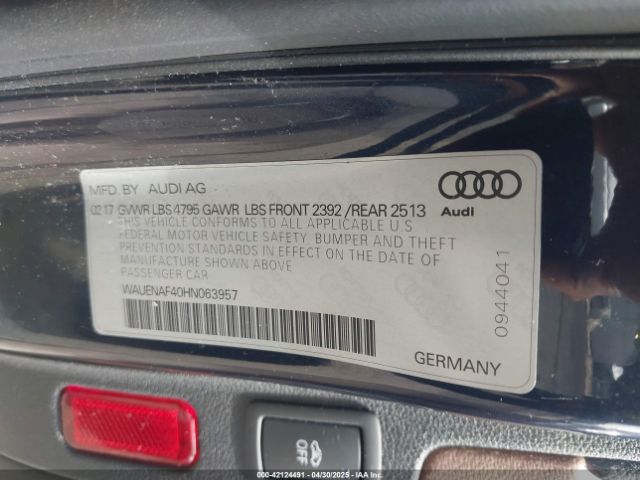 MFD. BY AUDI AG
02 17 GVWR LBS 4795 GAWR LBS FRONT 2392 /REAR 2513
Audi
THIS VEHICLE CONFORMS TO ALL APPLICABLE U.S
FEDERAL MOTOR VEHICLE SAFETY, BUMPER AND THEFT
PREVENTION STANDARDS IN EFFECT ON THE DATE OF
MANUFACTURE SHOWN ABOVE
PASSENGER CAR
WAUENAF40HN063957
0944041
GERMANY
OFF
000-42124491 - 04/30/2025 - IAAI.COM